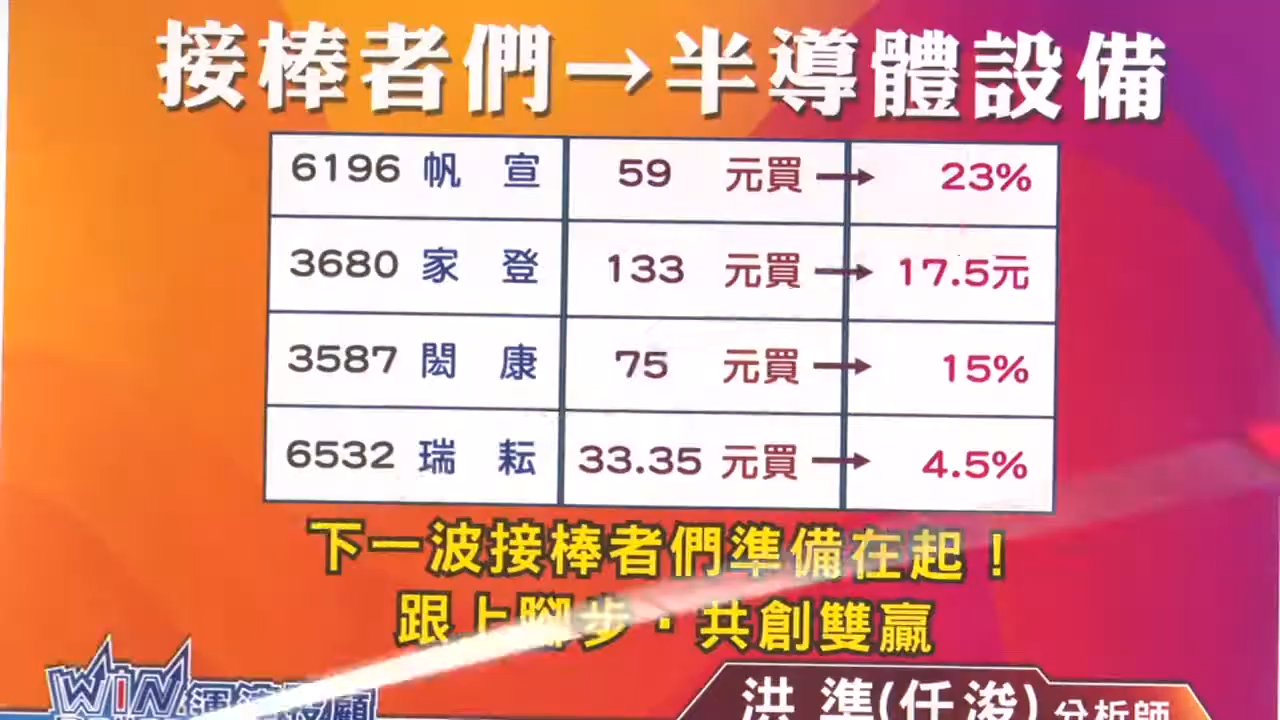 接棒者們→半導體設備
6196 帆宣 59 元買 → 23%
3680 家登 133 元買 → 17.5元
3587 閎康 75 元買 → 15%
6532 瑞耘 33.35 元買 → 4.5%
下一波接棒者們準備在起！
跟上腳步．共創雙贏
WIN
洪 準(任浚)分析師